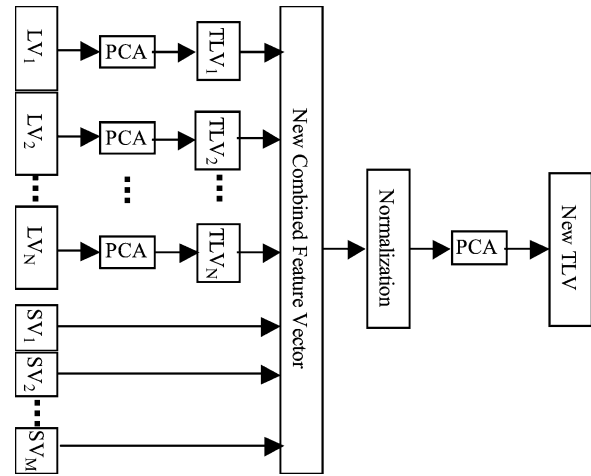 LV₁
PCA
TLV₁
LV₂
PCA
TLV₂
LVN
PCA
TLVN
SV₁
SV₂
SVM
New Combined Feature Vector
Normalization
PCA
New TLV